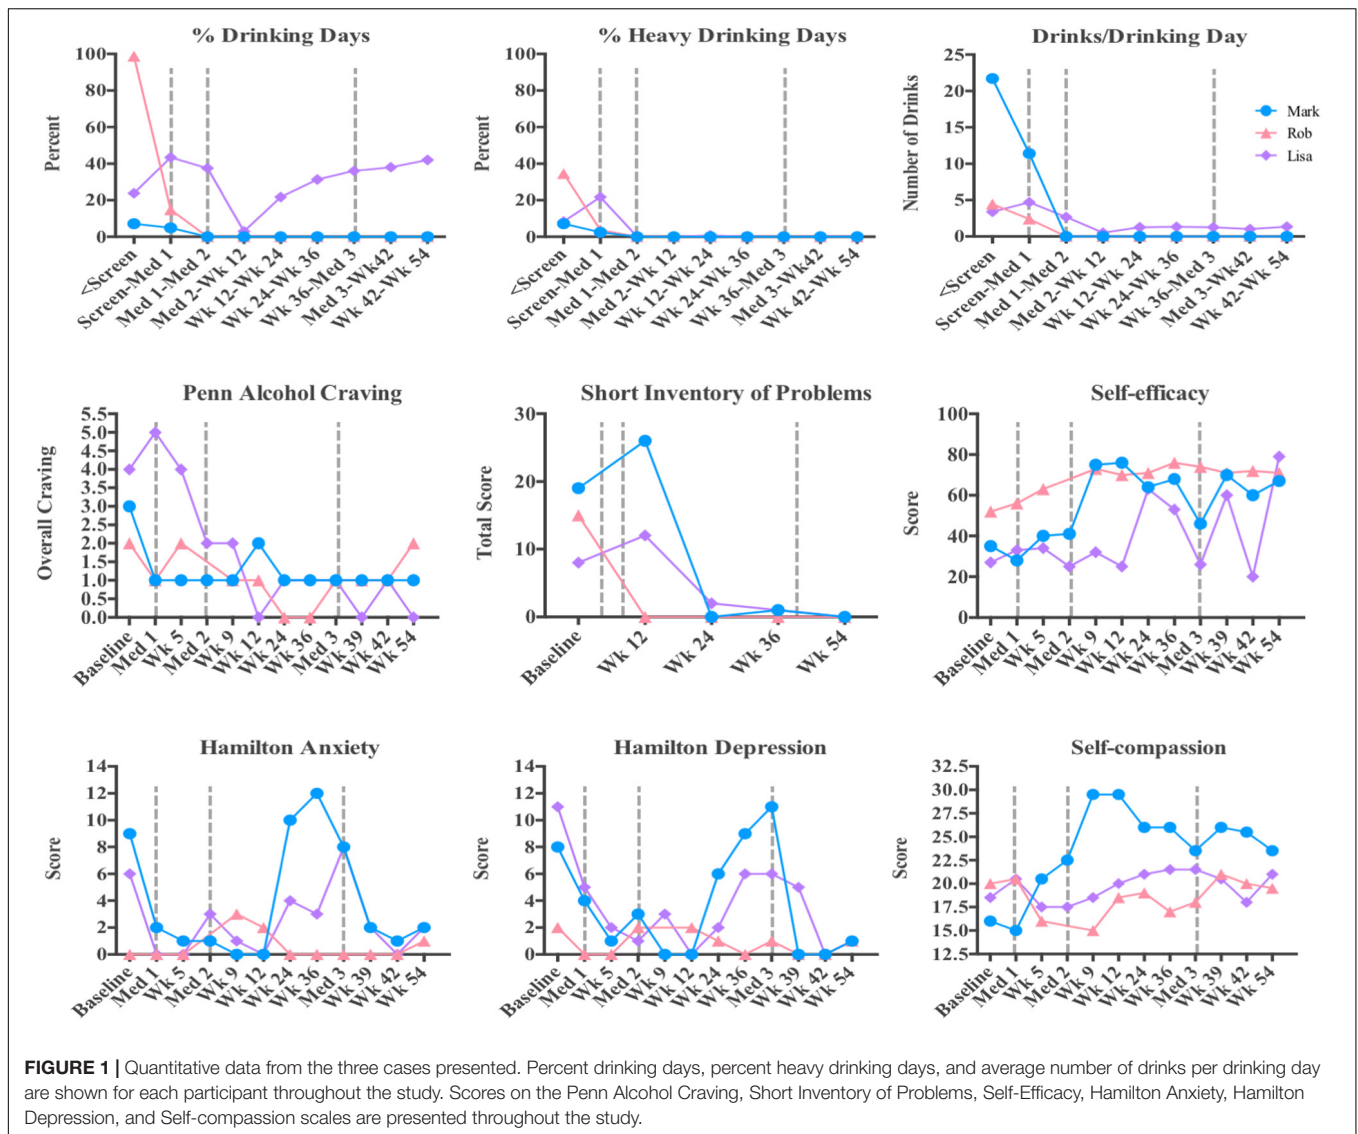 % Drinking Days
Percent
100
80
60
40
20
0
<Screen
Screen-Med 1
Med 1-Med 2
Med 2-Wk 12
Wk 12-Wk 24
Wk 24-Wk 36
Wk 36-Med 3
Med 3-Wk42
Wk 42-Wk 54
% Heavy Drinking Days
Percent
100
80
60
40
20
0
<Screen
Screen-Med 1
Med 1-Med 2
Med 2-Wk 12
Wk 12-Wk 24
Wk 24-Wk 36
Wk 36-Med 3
Med 3-Wk42
Wk 42-Wk 54
Drinks/Drinking Day
Number of Drinks
25
20
15
10
5
0
<Screen
Screen-Med 1
Med 1-Med 2
Med 2-Wk 12
Wk 12-Wk 24
Wk 24-Wk 36
Wk 36-Med 3
Med 3-Wk42
Wk 42-Wk 54
Mark
Rob
Lisa
Penn Alcohol Craving
Overall Craving
5.5
5.0
4.5
4.0
3.5
3.0
2.5
2.0
1.5
1.0
0.5
0.0
Baseline
Med 1
Wk 5
Med 2
Wk 9
Wk 12
Wk 24
Wk 36
Med 3
Wk 39
Wk 42
Wk 54
Short Inventory of Problems
Total Score
30
20
10
0
Baseline
Wk 12
Wk 24
Wk 36
Wk 54
Self-efficacy
Score
100
80
60
40
20
0
Baseline
Med 1
Wk 5
Med 2
Wk 9
Wk 12
Wk 24
Wk 36
Med 3
Wk 39
Wk 42
Wk 54
Hamilton Anxiety
Score
14
12
10
8
6
4
2
0
Baseline
Med 1
Wk 5
Med 2
Wk 9
Wk 12
Wk 24
Wk 36
Med 3
Wk 39
Wk 42
Wk 54
Hamilton Depression
Score
14
12
10
8
6
4
2
0
Baseline
Med 1
Wk 5
Med 2
Wk 9
Wk 12
Wk 24
Wk 36
Med 3
Wk 39
Wk 42
Wk 54
Self-compassion
Score
32.5
30.0
27.5
25.0
22.5
20.0
17.5
15.0
12.5
Baseline
Med 1
Wk 5
Med 2
Wk 9
Wk 12
Wk 24
Wk 36
Med 3
Wk 39
Wk 42
Wk 54
FIGURE 1 | Quantitative data from the three cases presented. Percent drinking days, percent heavy drinking days, and average number of drinks per drinking day
are shown for each participant throughout the study. Scores on the Penn Alcohol Craving, Short Inventory of Problems, Self-Efficacy, Hamilton Anxiety, Hamilton
Depression, and Self-compassion scales are presented throughout the study.